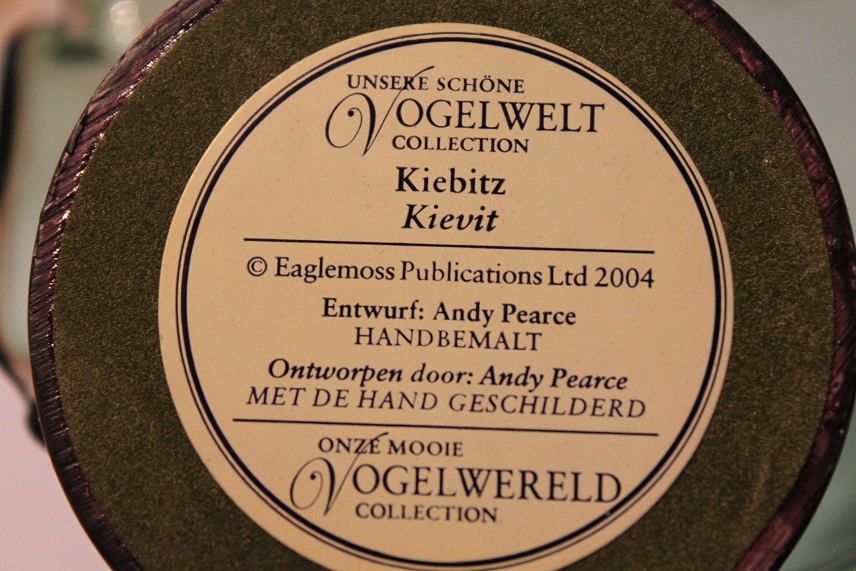 UNSERE SCHÖNE
VOGELWELT
COLLECTION
Kiebitz
Kievit
© Eaglemoss Publications Ltd 2004
Entwurf: Andy Pearce
HANDBEMALT
Ontworpen door: Andy Pearce
MET DE HAND GESCHILDERD
ONZE MOOIE
VOGELWERELD
COLLECTION